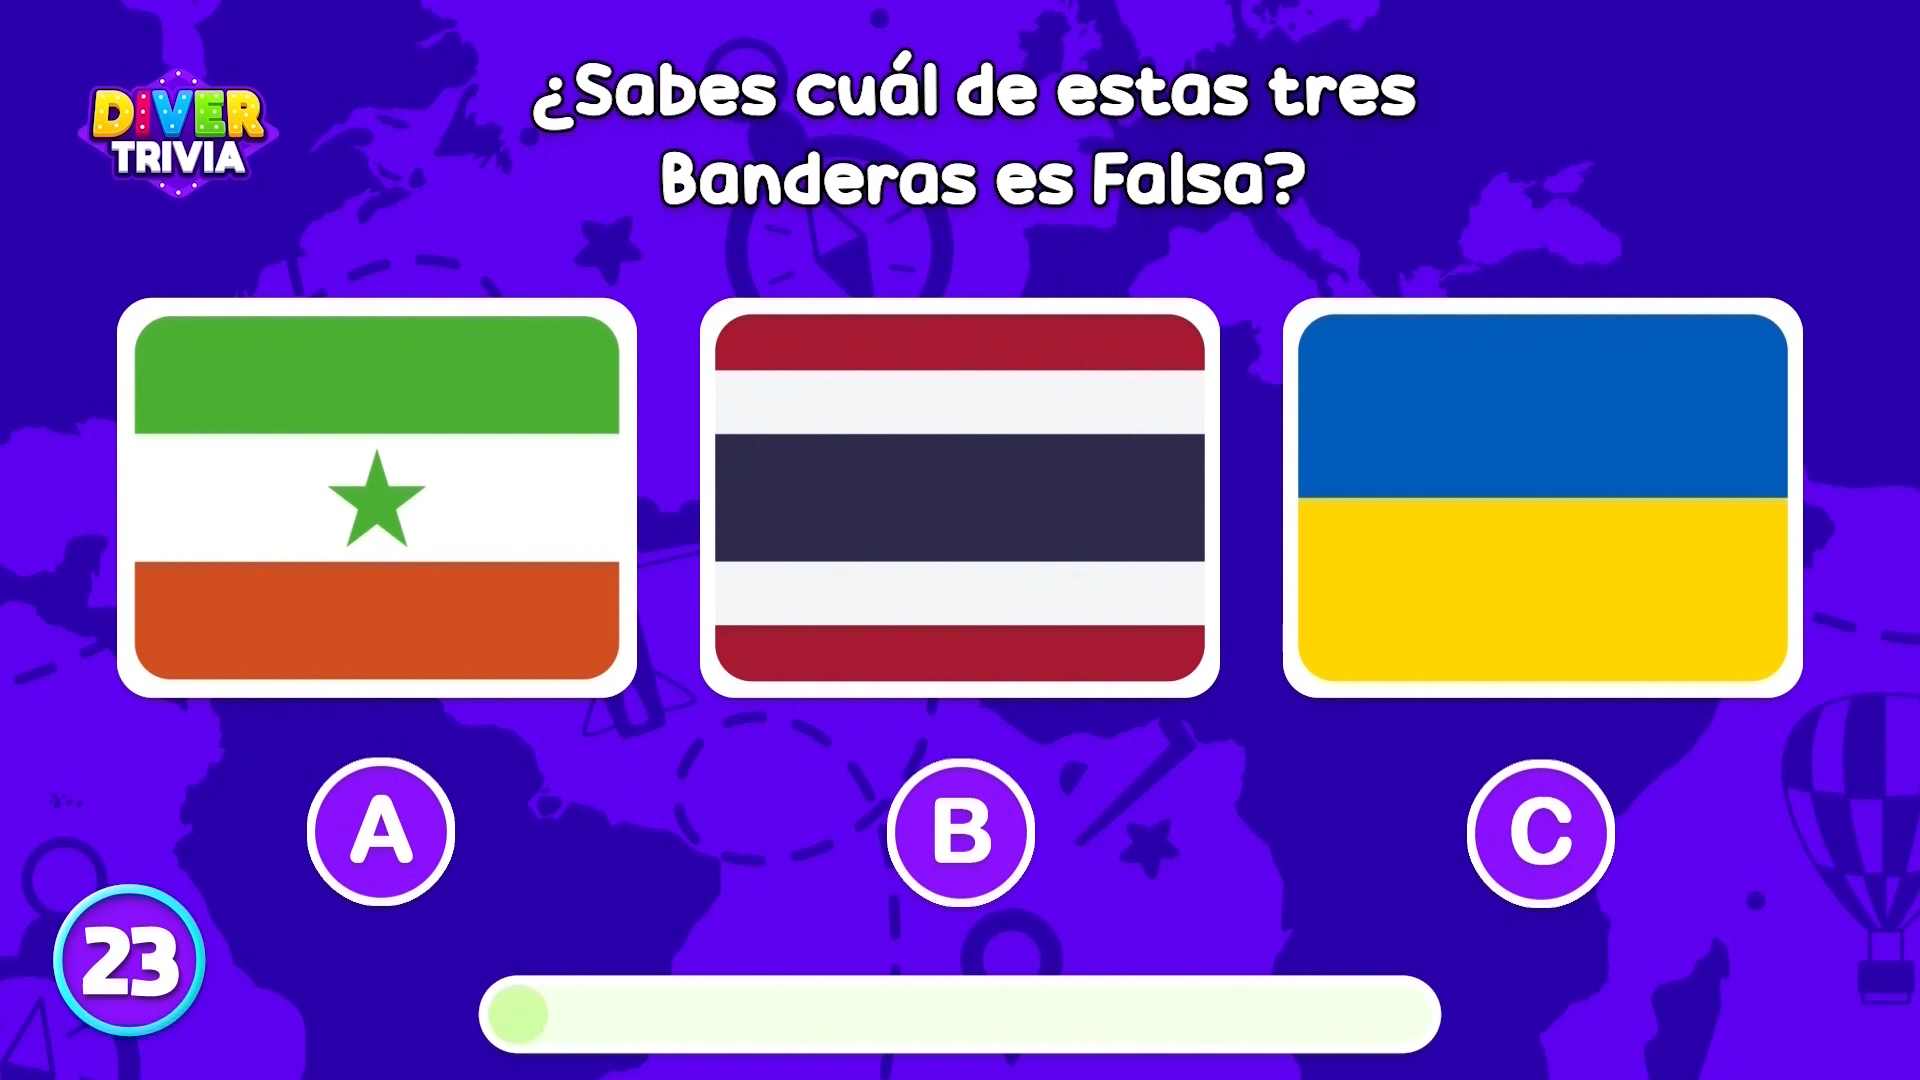 DIVER
TRIVIA
¿Sabes cuál de estas tres
Banderas es Falsa?
A
B
C
23